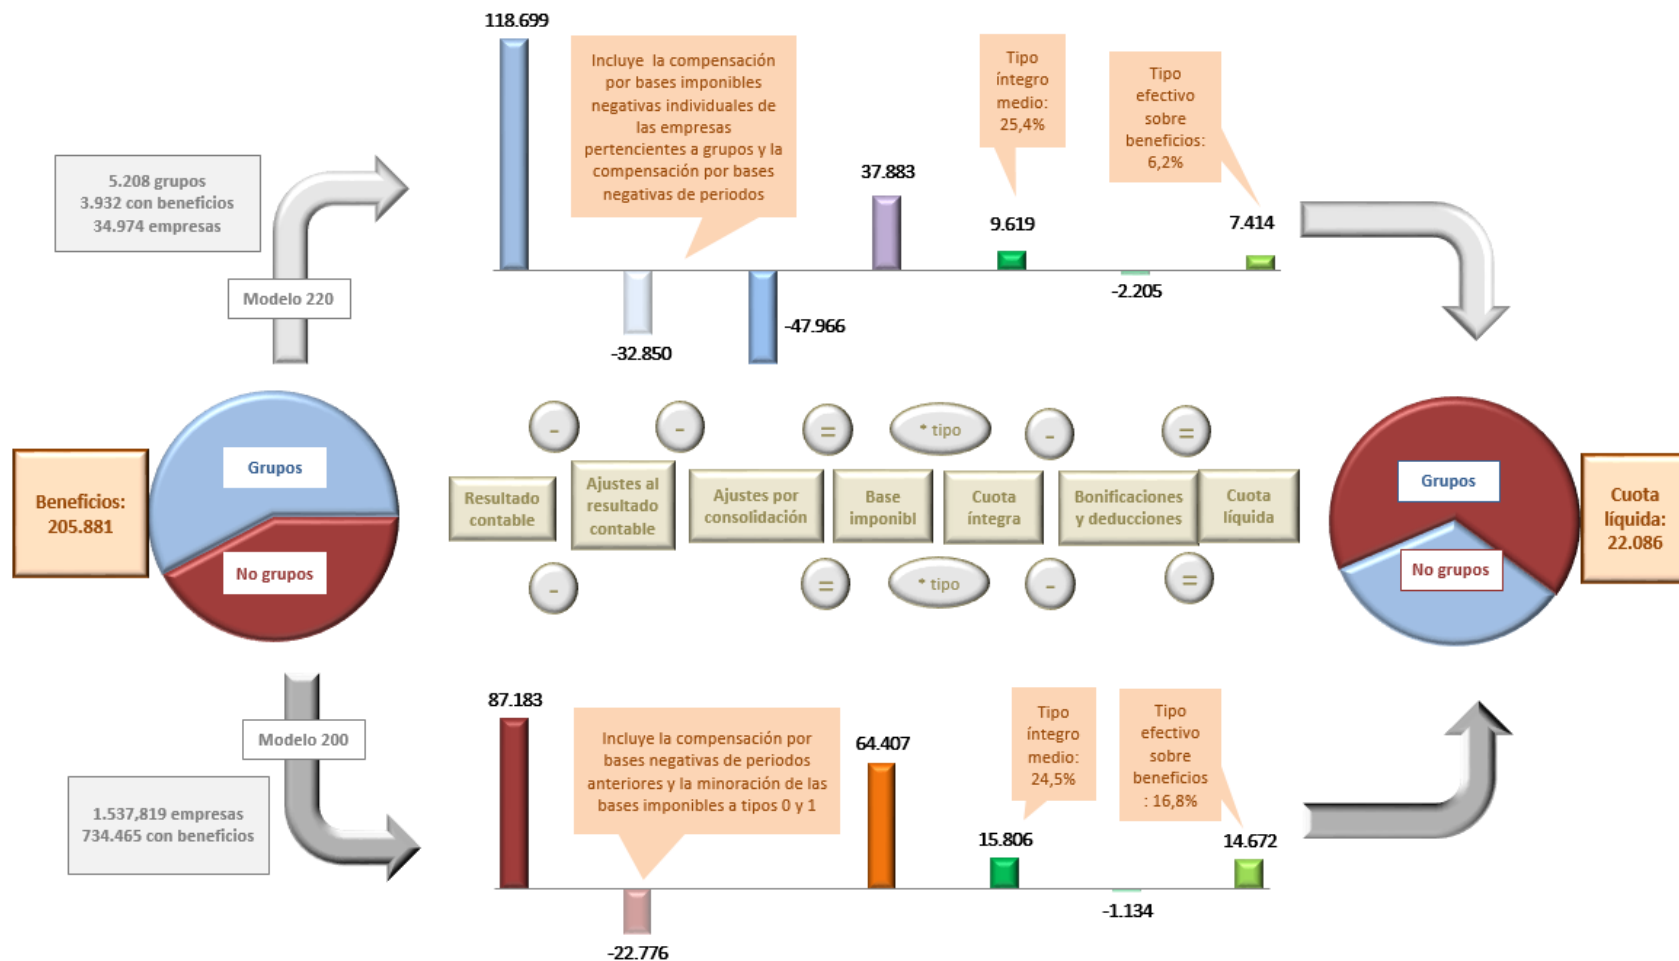 118.699
Incluye la compensación
por bases imponibles
negativas individuales de
las empresas
pertencientes a grupos y la
compensación por bases
negativas de periodos
Tipo
íntegro
medio:
25,4%
Tipo
efectivo
sobre
beneficios:
6,2%
5.208 grupos
3.932 con beneficios
34.974 empresas
Modelo 220
37.883
9.619
7.414
-2.205
-32.850
-47.966
- - = * tipo - =
Beneficios:
205.881
Grupos
No grupos
Resultado
contable
Ajustes al
resultado
contable
Ajustes por
consolidación
Base
imponibl
Cuota
íntegra
Bonificaciones
y deducciones
Cuota
líquida
Grupos
No grupos
Cuota
líquida:
22.086
- = * tipo - =
Modelo 200
1.537,819 empresas
734.465 con beneficios
87.183
Incluye la compensación por
bases negativas de periodos
anteriores y la minoración de las
bases imponibles a tipos 0 y 1
64.407
Tipo
íntegro
medio:
24,5%
Tipo
efectivo
sobre
beneficios
: 16,8%
15.806
14.672
-1.134
-22.776